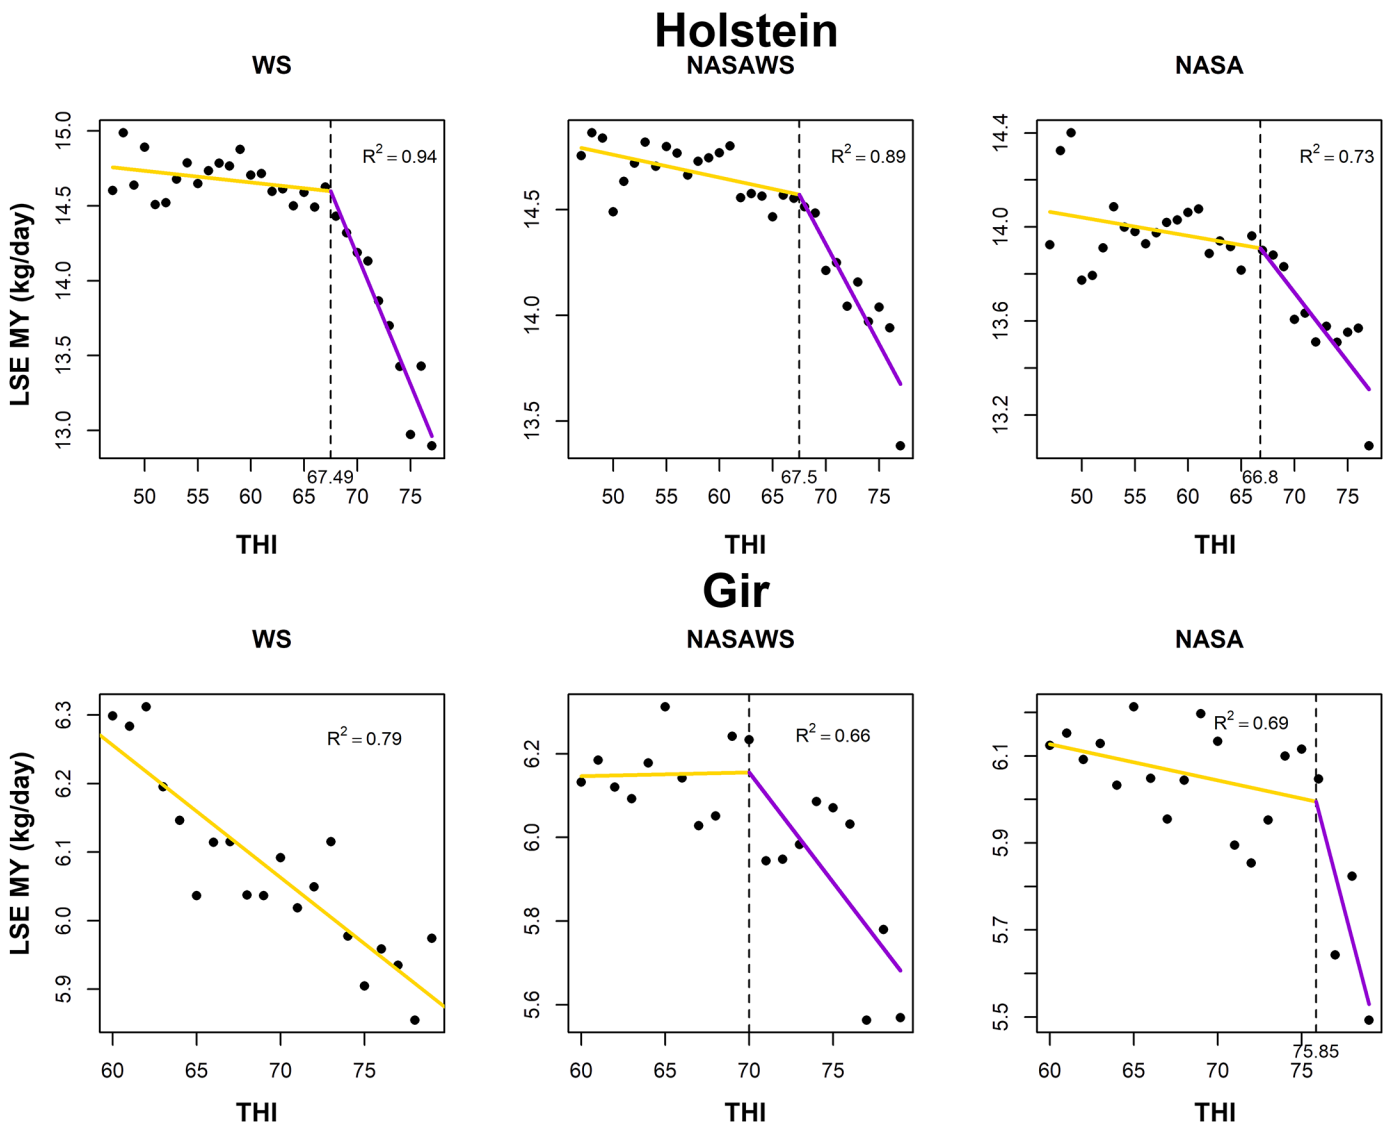 Holstein
WS
NASAWS
NASA
LSE MY (kg/day)
15.0
14.5
14.0
13.5
13.0
R² = 0.94
50
55
60
65
67.49
70
75
THI
14.5
14.0
13.5
R² = 0.89
50
55
60
65
67.5
70
75
THI
14.4
14.0
13.6
13.2
R² = 0.73
50
55
60
65
66.8
70
75
THI
Gir
WS
NASAWS
NASA
LSE MY (kg/day)
6.3
6.2
6.1
6.0
5.9
R² = 0.79
60
65
70
75
THI
6.2
6.0
5.8
5.6
R² = 0.66
60
65
70
75
THI
6.1
5.9
5.7
5.5
R² = 0.69
75.85
60
65
70
75
THI